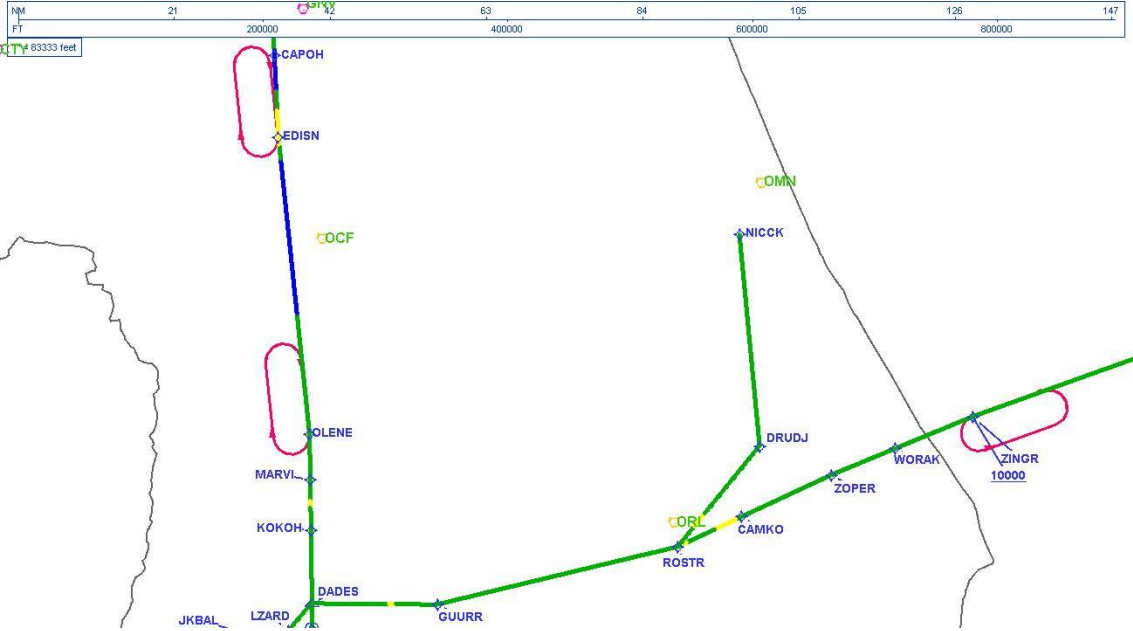 GNV
NM 21 42 63 84 105 126 147
FT 200000 400000 600000 800000
CTY 83333 feet
CAPOH
EDISN
OMN
NICCK
OCF
OLENE
DRUDJ
WORAK
ZINGR
MARVI
10000
ZOPER
ORL
KOKOH
CAMKO
ROSTR
DADES
LZARD
GUURR
JKBAL